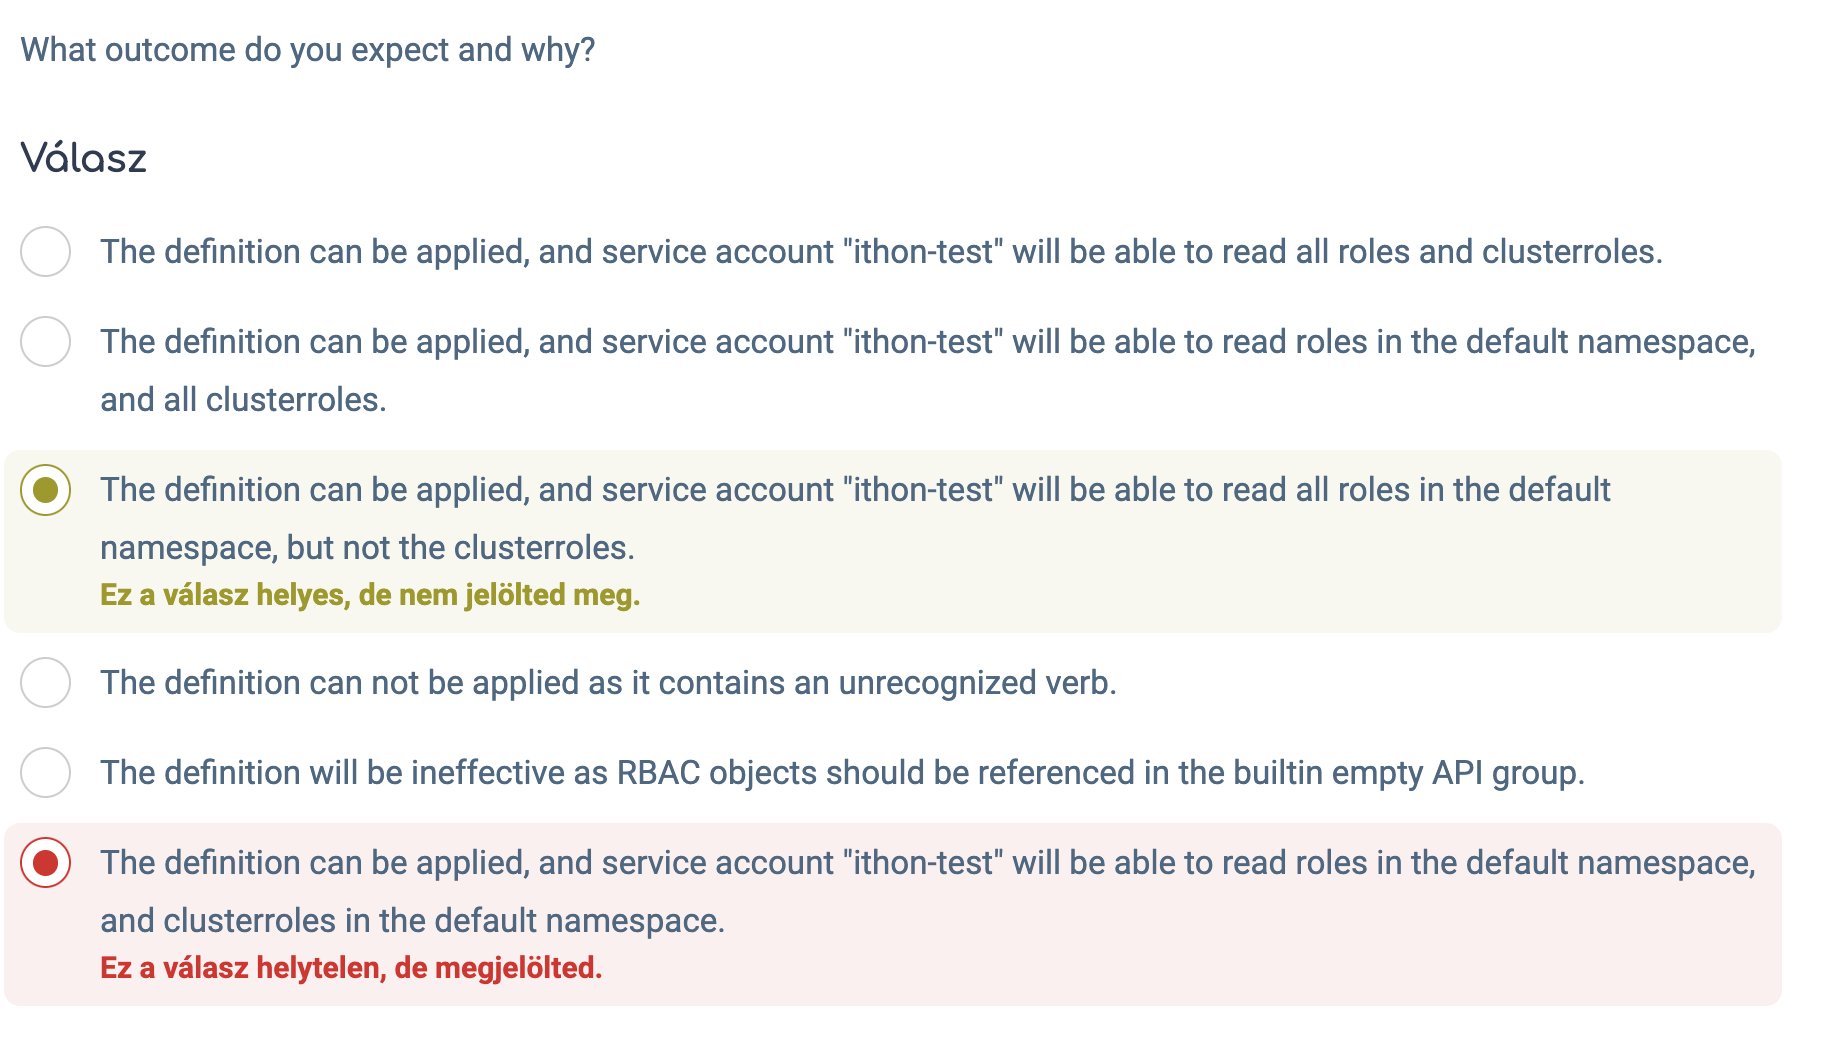 What outcome do you expect and why?
Válasz
The definition can be applied, and service account "ithon-test" will be able to read all roles and clusterroles.
The definition can be applied, and service account "ithon-test" will be able to read roles in the default namespace,
and all clusterroles.
The definition can be applied, and service account "ithon-test" will be able to read all roles in the default
namespace, but not the clusterroles.
Ez a válasz helyes, de nem jelölted meg.
The definition can not be applied as it contains an unrecognized verb.
The definition will be ineffective as RBAC objects should be referenced in the builtin empty API group.
The definition can be applied, and service account "ithon-test" will be able to read roles in the default namespace,
and clusterroles in the default namespace.
Ez a válasz helytelen, de megjelölted.